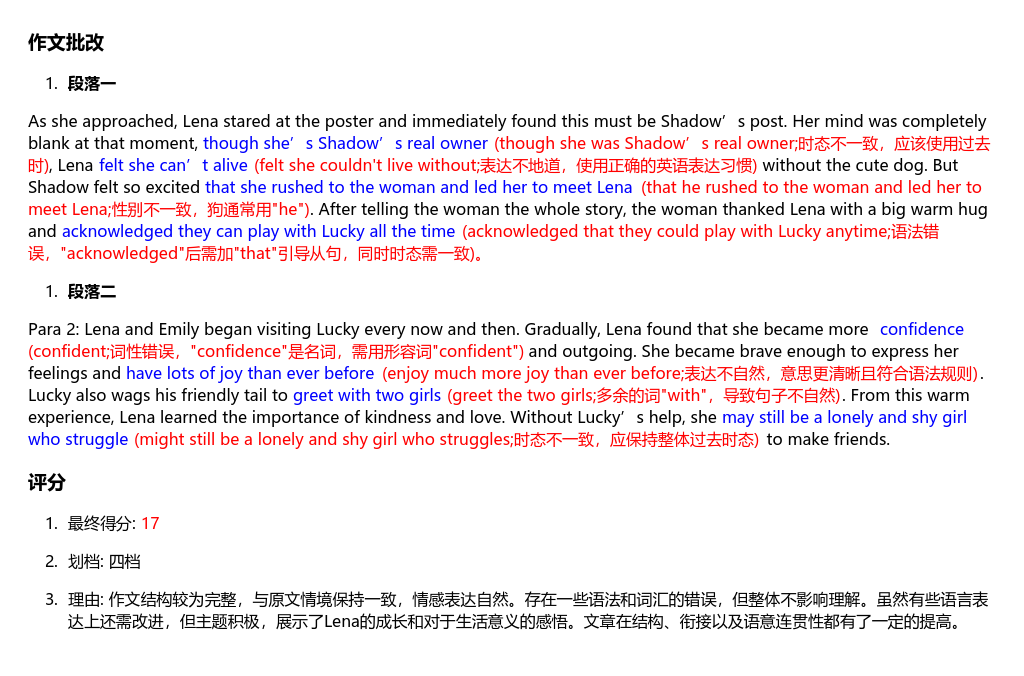 作文批改
1. 段落一
As she approached, Lena stared at the poster and immediately found this must be Shadow’s post. Her mind was completely
blank at that moment, though she’s Shadow’s real owner (though she was Shadow’s real owner;时态不一致，应该使用过去
时), Lena felt she can’t alive (felt she couldn't live without;表达不地道，使用正确的英语表达习惯) without the cute dog. But
Shadow felt so excited that she rushed to the woman and led her to meet Lena (that he rushed to the woman and led her to
meet Lena;性别不一致，狗通常用"he"). After telling the woman the whole story, the woman thanked Lena with a big warm hug
and acknowledged they can play with Lucky all the time (acknowledged that they could play with Lucky anytime;语法错
误，"acknowledged"后需加"that"引导从句，同时时态需一致)。
1. 段落二
Para 2: Lena and Emily began visiting Lucky every now and then. Gradually, Lena found that she became more confidence
(confident;词性错误，"confidence"是名词，需用形容词"confident") and outgoing. She became brave enough to express her
feelings and have lots of joy than ever before (enjoy much more joy than ever before;表达不自然，意思更清晰且符合语法规则).
Lucky also wags his friendly tail to greet with two girls (greet the two girls;多余的词"with"，导致句子不自然). From this warm
experience, Lena learned the importance of kindness and love. Without Lucky’s help, she may still be a lonely and shy girl
who struggle (might still be a lonely and shy girl who struggles;时态不一致，应保持整体过去时态) to make friends.
评分
1. 最终得分: 17
2. 划档: 四档
3. 理由: 作文结构较为完整，与原文情境保持一致，情感表达自然。存在一些语法和词汇的错误，但整体不影响理解。虽然有些语言表
达上还需改进，但主题积极，展示了Lena的成长和对于生活意义的感悟。文章在结构、衔接以及语意连贯性都有了一定的提高。